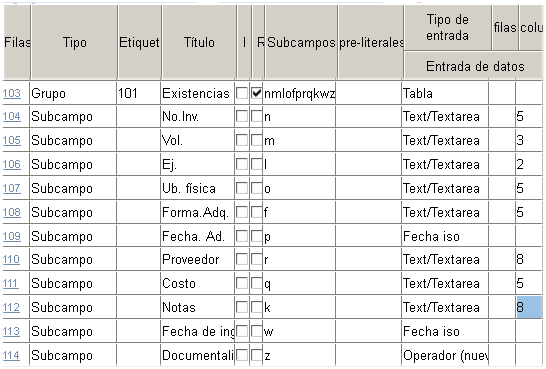 Filas Tipo Etiquet Título I R Subcampos pre-literales Tipo de entrada filas colu
Entrada de datos
103 Grupo 101 Existencias nmlofprqkwz Tabla
104 Subcampo No.Inv. n Text/Textarea 5
105 Subcampo Vol. m Text/Textarea 3
106 Subcampo Ej. l Text/Textarea 2
107 Subcampo Ub. física o Text/Textarea 5
108 Subcampo Forma.Adq. f Text/Textarea 5
109 Subcampo Fecha. Ad. p Fecha iso
110 Subcampo Proveedor r Text/Textarea 8
111 Subcampo Costo q Text/Textarea 5
112 Subcampo Notas k Text/Textarea 8
113 Subcampo Fecha de ing w Fecha iso
114 Subcampo Documentali z Operador (nuev